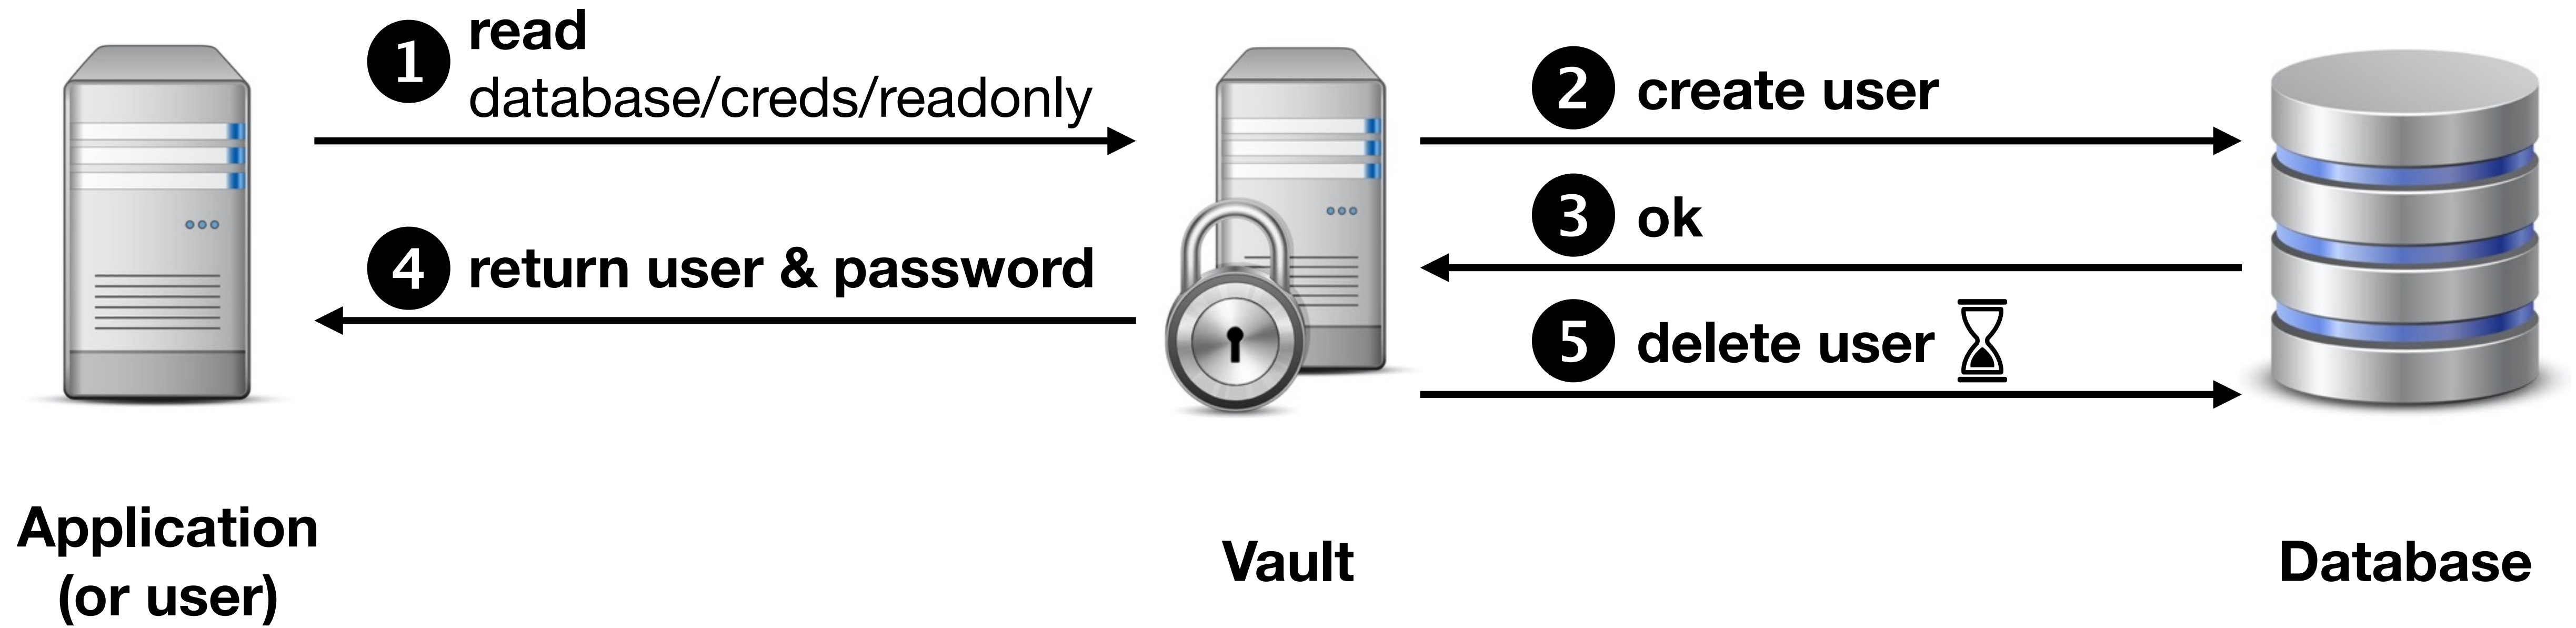 1 read
database/creds/readonly
2 create user
3 ok
4 return user & password
5 delete user
Application
(or user)
Vault
Database